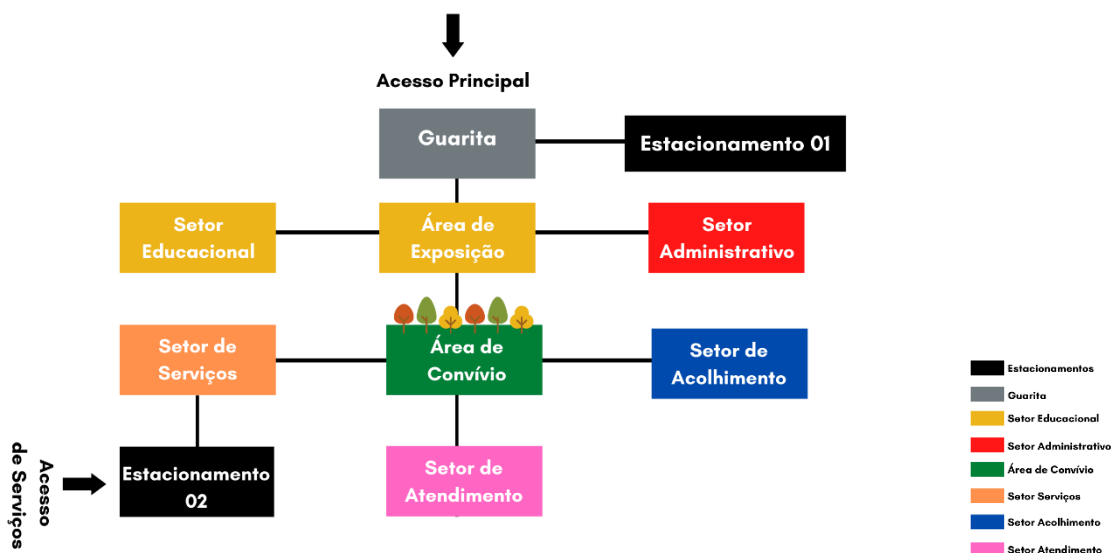 Acesso Principal
Guarita
Estacionamento 01
Setor
Educacional
Área de
Exposição
Setor
Administrativo
Setor de
Serviços
Área de
Convívio
Setor de
Acolhimento
Acesso
de Serviços
Estacionamento
02
Setor de
Atendimento
Estacionamentos
Guarita
Setor Educacional
Setor Administrativo
Área de Convívio
Setor Serviços
Setor Acolhimento
Setor Atendimento